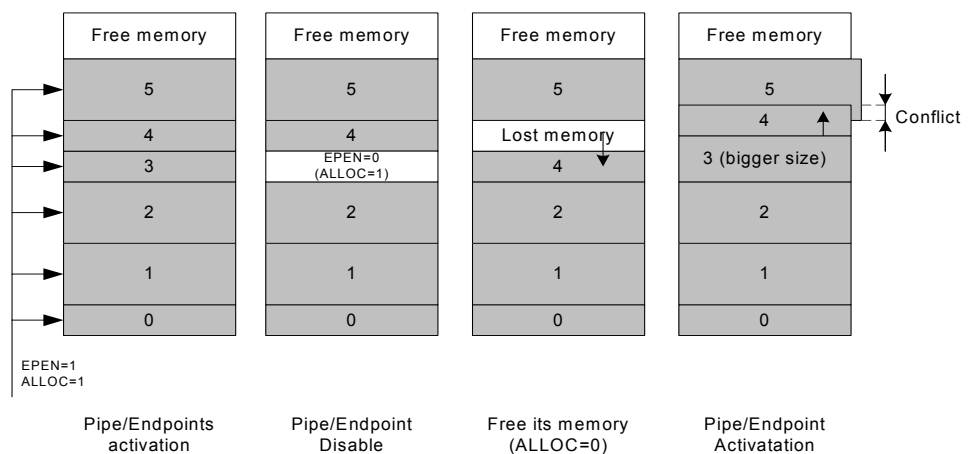 Free memory
Free memory
Free memory
Free memory
5
5
5
5
4
4
Lost memory
4
Conflict
3
EPEN=0
(ALLOC=1)
4
3 (bigger size)
2
2
2
2
1
1
1
1
0
0
0
0
EPEN=1
ALLOC=1
Pipe/Endpoints
activation
Pipe/Endpoint
Disable
Free its memory
(ALLOC=0)
Pipe/Endpoint
Activatation